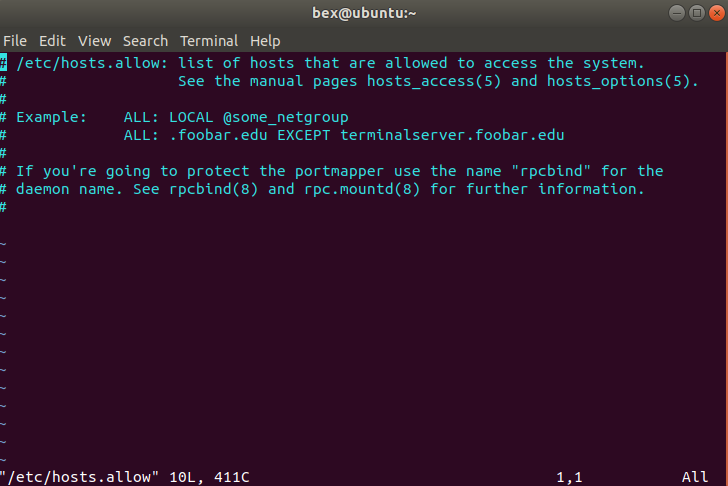 bex@ubuntu:~
File Edit View Search Terminal Help
# /etc/hosts.allow: list of hosts that are allowed to access the system.
#                   See the manual pages hosts_access(5) and hosts_options(5).
#
# Example:    ALL: LOCAL @some_netgroup
#             ALL: .foobar.edu EXCEPT terminalserver.foobar.edu
#
# If you're going to protect the portmapper use the name "rpcbind" for the
# daemon name. See rpcbind(8) and rpc.mountd(8) for further information.
#
~
~
~
~
~
~
~
~
~
~
~
~
~
"/etc/hosts.allow" 10L, 411C                                  1,1           All